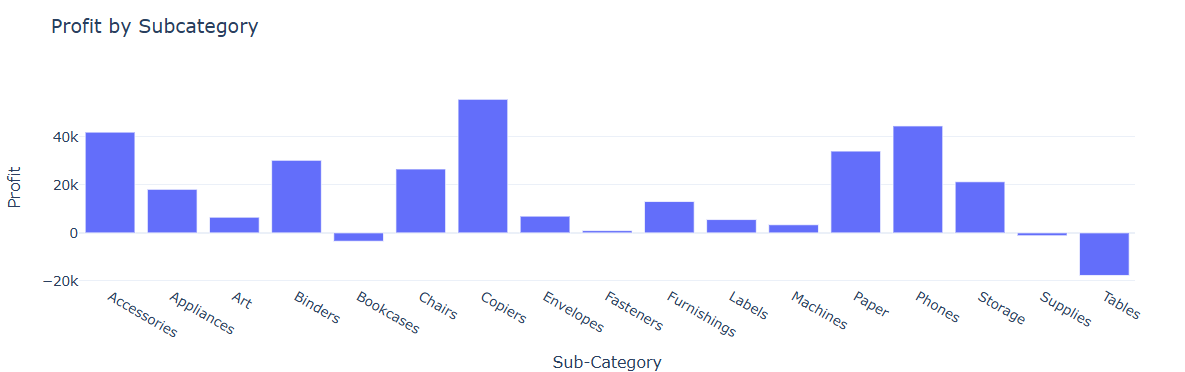 Profit by Subcategory
Profit
40k
20k
0
−20k
Accessories
Appliances
Art
Binders
Bookcases
Chairs
Copiers
Envelopes
Fasteners
Furnishings
Labels
Machines
Paper
Phones
Storage
Supplies
Tables
Sub-Category